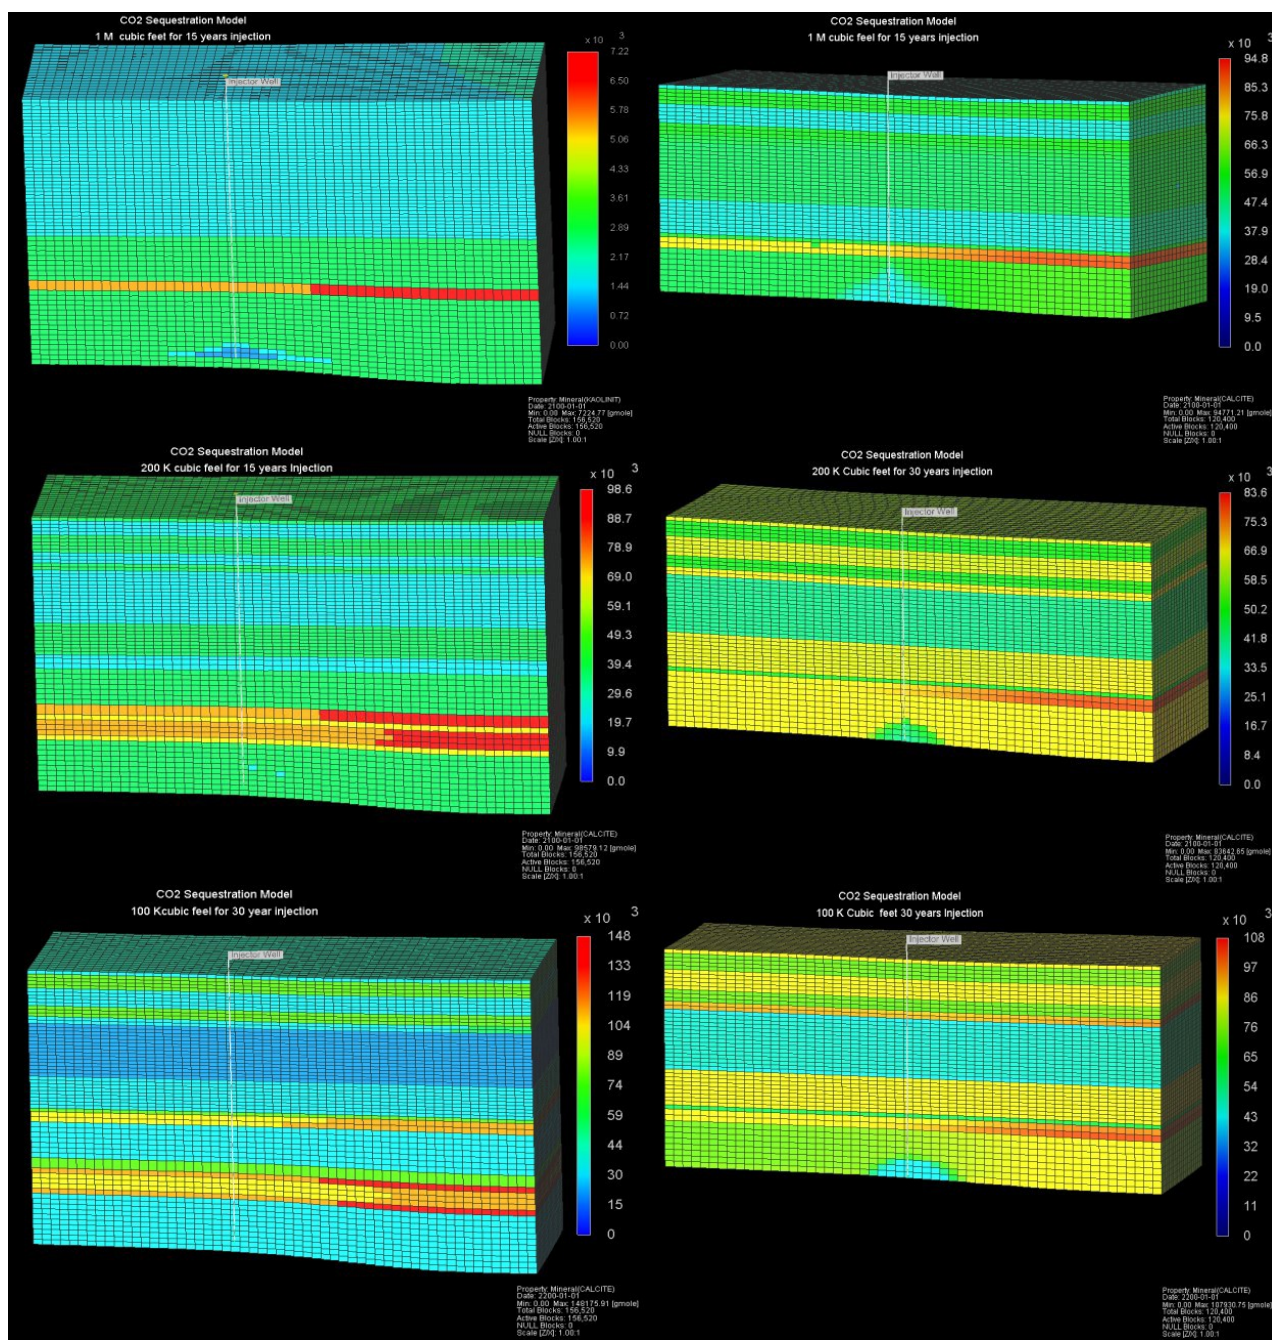 CO2 Sequestration Model
1 M  cubic feel for 15 years injection
x 10 3
7.22
6.50
5.78
5.06
4.33
3.61
2.89
2.17
1.44
0.72
0.00
Injector Well
Property: Mineral(KAOLINIT)
Date: 2100-01-01
Min: 0.00 Max: 7224.77 [gmole]
Total Blocks: 156,520
Active Blocks: 156,520
NULL Blocks: 0
Scale [Z/X]: 1.00:1
CO2 Sequestration Model
1 M cubic feel for 15 years injection
x 10 3
94.8
85.3
75.8
66.3
56.9
47.4
37.9
28.4
19.0
9.5
0.0
Injector Well
Property: Mineral(CALCITE)
Date: 2100-01-01
Min: 0.00 Max: 94771.21 [gmole]
Total Blocks: 120,400
Active Blocks: 120,400
NULL Blocks: 0
Scale [Z/X]: 1.00:1
CO2 Sequestration Model
200 K cubic feel for 15 years Injection
x 10 3
98.6
88.7
78.9
69.0
59.1
49.3
39.4
29.6
19.7
9.9
0.0
Injector Well
Property: Mineral(CALCITE)
Date: 2100-01-01
Min: 0.00 Max: 98579.12 [gmole]
Total Blocks: 156,520
Active Blocks: 156,520
NULL Blocks: 0
Scale [Z/X]: 1.00:1
CO2 Sequestration Model
200 K Cubic feet for 30 years injection
x 10 3
83.6
75.3
66.9
58.5
50.2
41.8
33.5
25.1
16.7
8.4
0.0
Injector Well
Property: Mineral(CALCITE)
Date: 2100-01-01
Min: 0.00 Max: 83642.65 [gmole]
Total Blocks: 120,400
Active Blocks: 120,400
NULL Blocks: 0
Scale [Z/X]: 1.00:1
CO2 Sequestration Model
100 Kcubic feel for 30 year injection
x 10 3
148
133
119
104
89
74
59
44
30
15
0
Injector Well
Property: Mineral(CALCITE)
Date: 2200-01-01
Min: 0.00 Max: 148175.91 [gmole]
Total Blocks: 156,520
Active Blocks: 156,520
NULL Blocks: 0
Scale [Z/X]: 1.00:1
CO2 Sequestration Model
100 K Cubic  feet 30 years Injection
x 10 3
108
97
86
76
65
54
43
32
22
11
0
Injector Well
Property: Mineral(CALCITE)
Date: 2200-01-01
Min: 0.00 Max: 107930.75 [gmole]
Total Blocks: 120,400
Active Blocks: 120,400
NULL Blocks: 0
Scale [Z/X]: 1.00:1